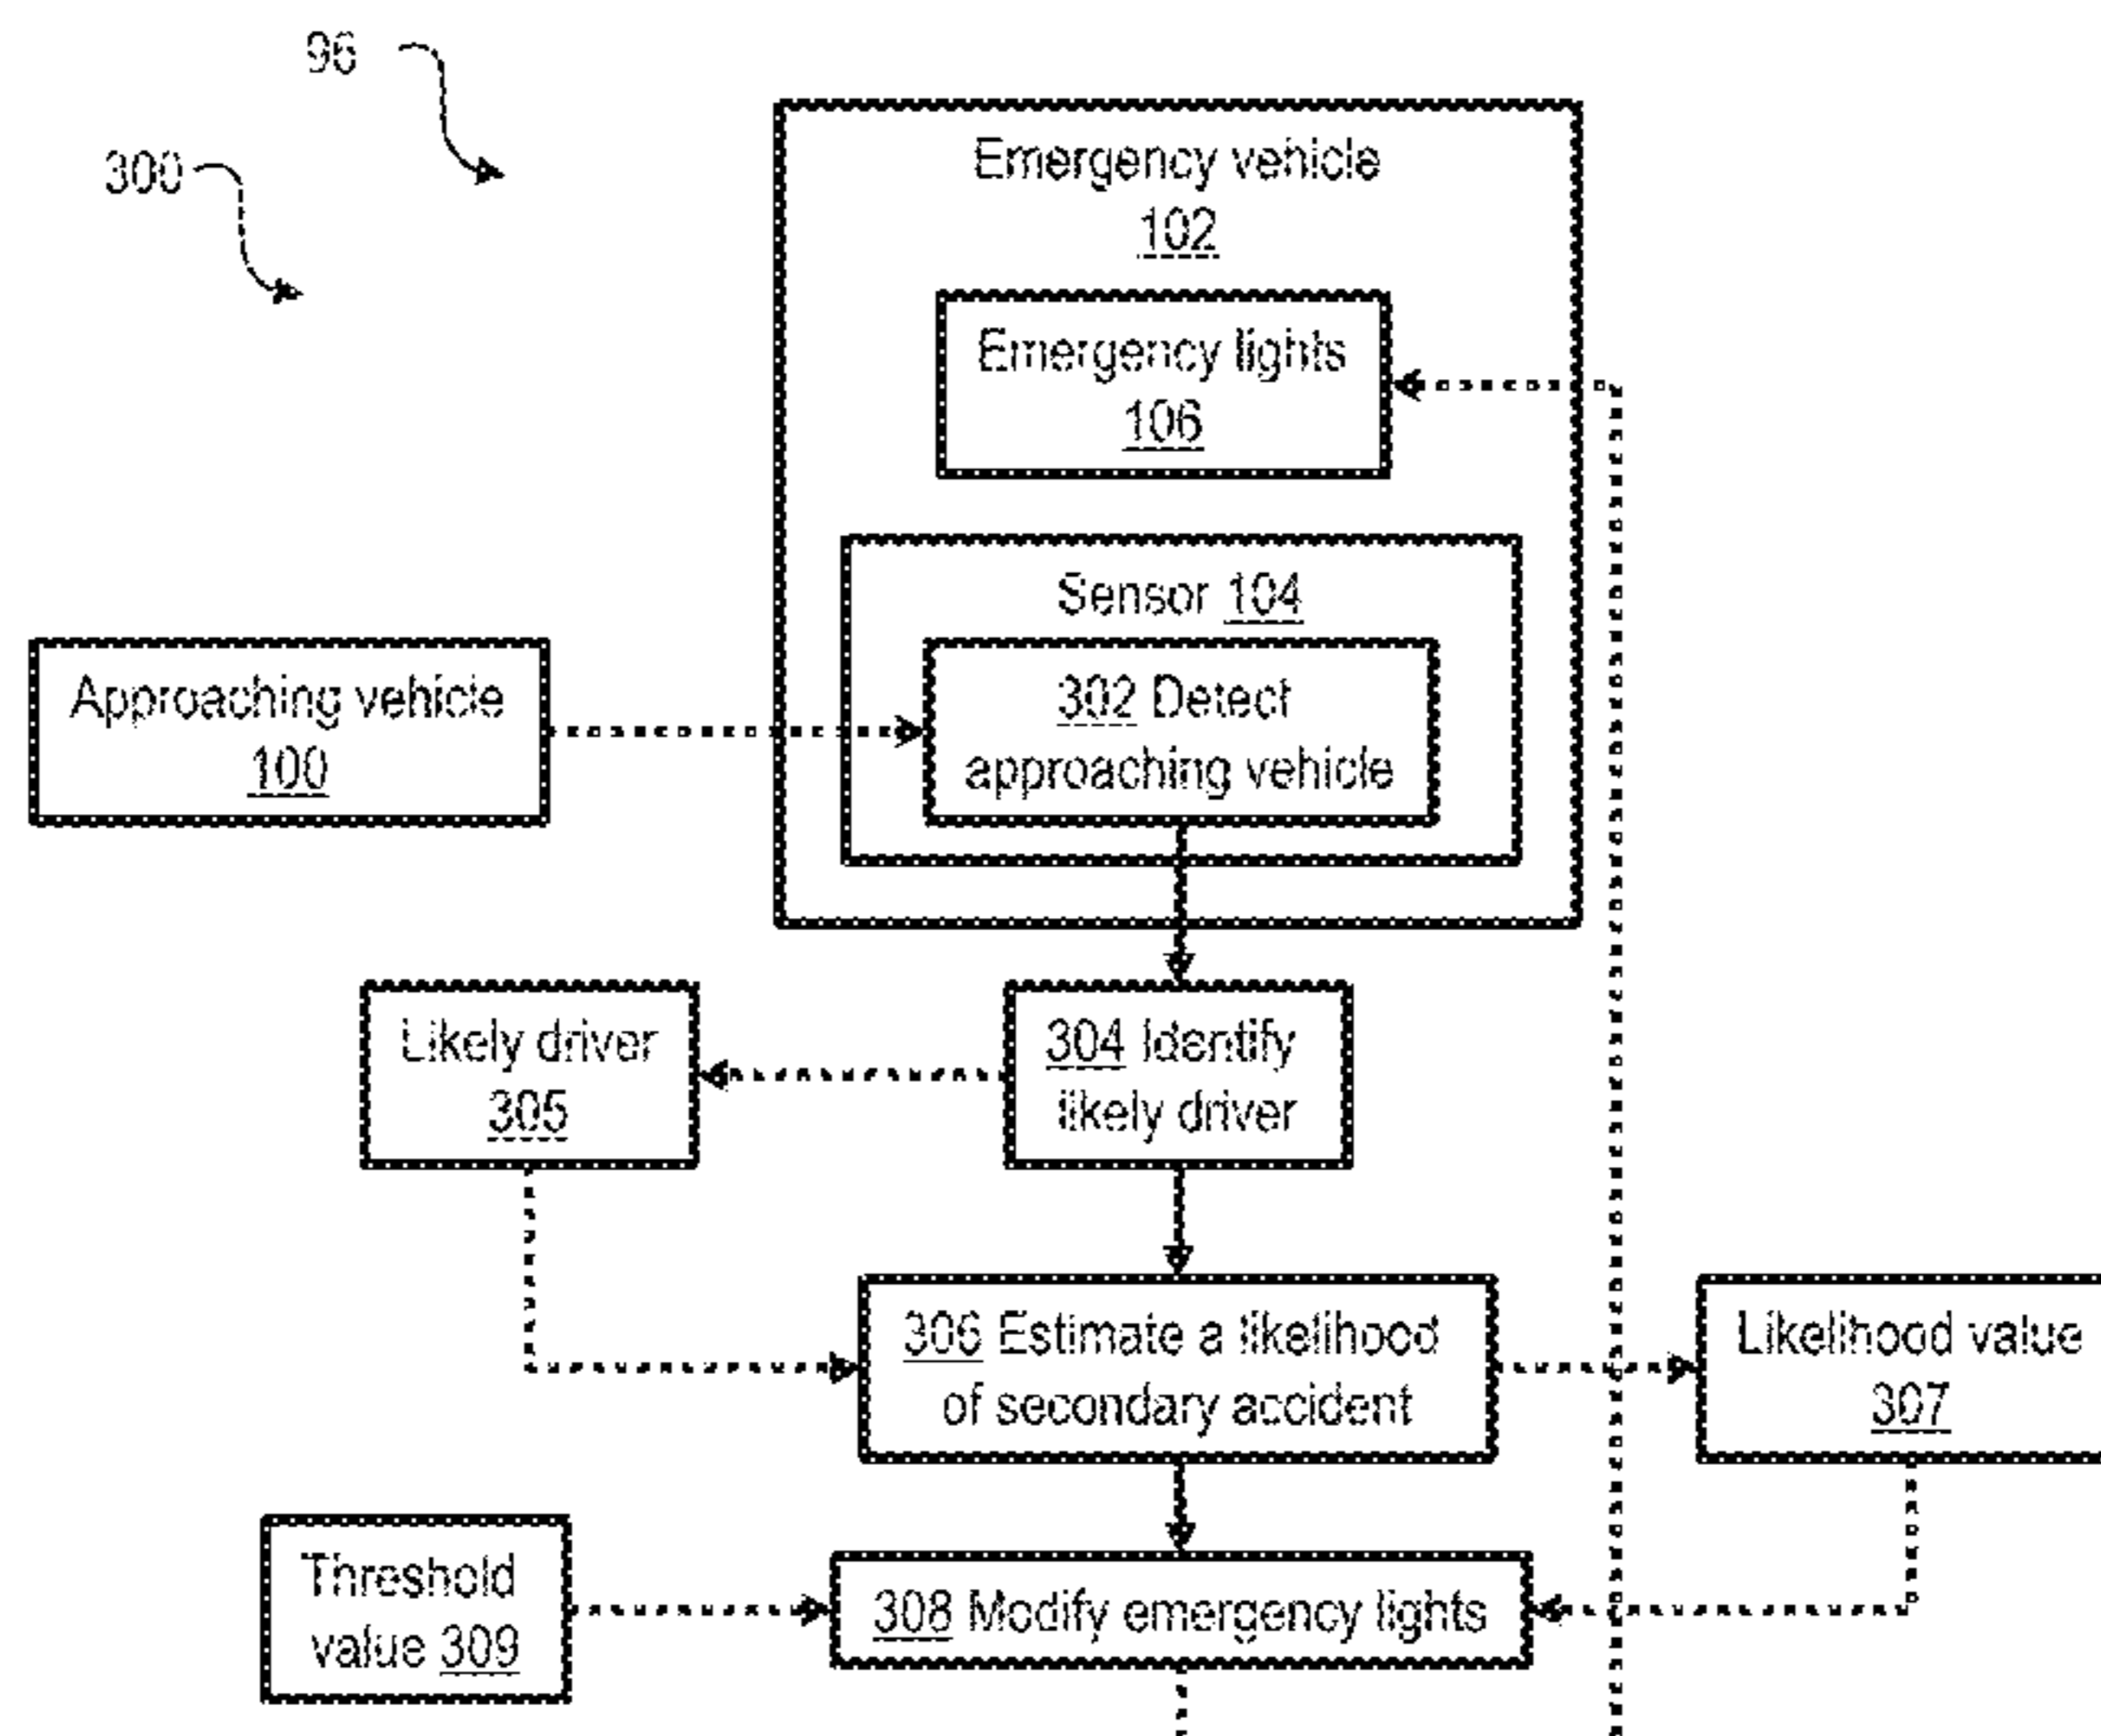 96
300
Emergency vehicle
102
Emergency lights
106
Sensor 104
Approaching vehicle
100
302 Detect
approaching vehicle
Likely driver
305
304 Identify
likely driver
306 Estimate a likelihood
of secondary accident
Likelihood value
307
Threshold
value 309
308 Modify emergency lights